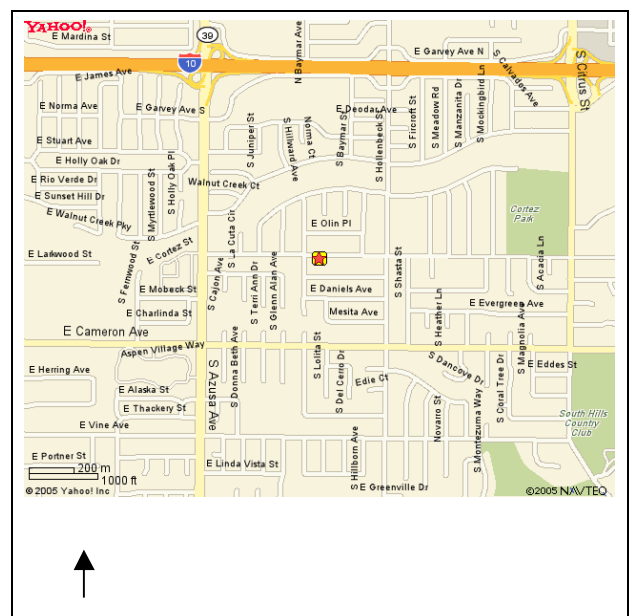 YAHOO!
E Mardina St
39
N Baymar Ave
E Garvey Ave N
S Calvados Ave
S Citrus St
10
E James Ave
S Manzanita Dr
S Mockingbird Ln
S Meadow Rd
S Fircroft St
E Norma Ave
E Garvey Ave S
E Deodar Ave
S Juniper St
S Hillward Ave
Norma Ct
S Baymar St
S Hollenbeck St
E Stuart Ave
E Holly Oak Dr
S Holly Oak Pl
S Myrtlewood St
E Rio Verde Dr
Walnut Creek Ct
E Sunset Hill Dr
E Walnut Creek Pky
Cortez
Park
S La Cuta Cir
E Olin Pl
E Larkwood St
E Cortez St
S Fernwood St
S Cajon Ave
S Terri Ann Dr
S Glenn Alan Ave
S Shasta St
S Acacia Ln
E Mobeck St
E Daniels Ave
S Heather Ln
E Evergreen Ave
E Charlinda St
Mesita Ave
S Magnolia Ave
E Cameron Ave
Aspen Village Way
S Donna Beth Ave
S Lolita St
S Del Cerro Dr
S Dancove Dr
E Eddes St
E Herring Ave
S Azusa Ave
E Alaska St
Edie Ct
S Coral Tree Dr
E Thackery St
Novarro St
S Montezuma Way
South Hills
Country
Club
E Vine Ave
S Hillborn Ave
E Portner St
E Linda Vista St
200 m
1000 ft
E Greenville Dr
©2005 Yahoo! Inc
©2005 NAVTEQ